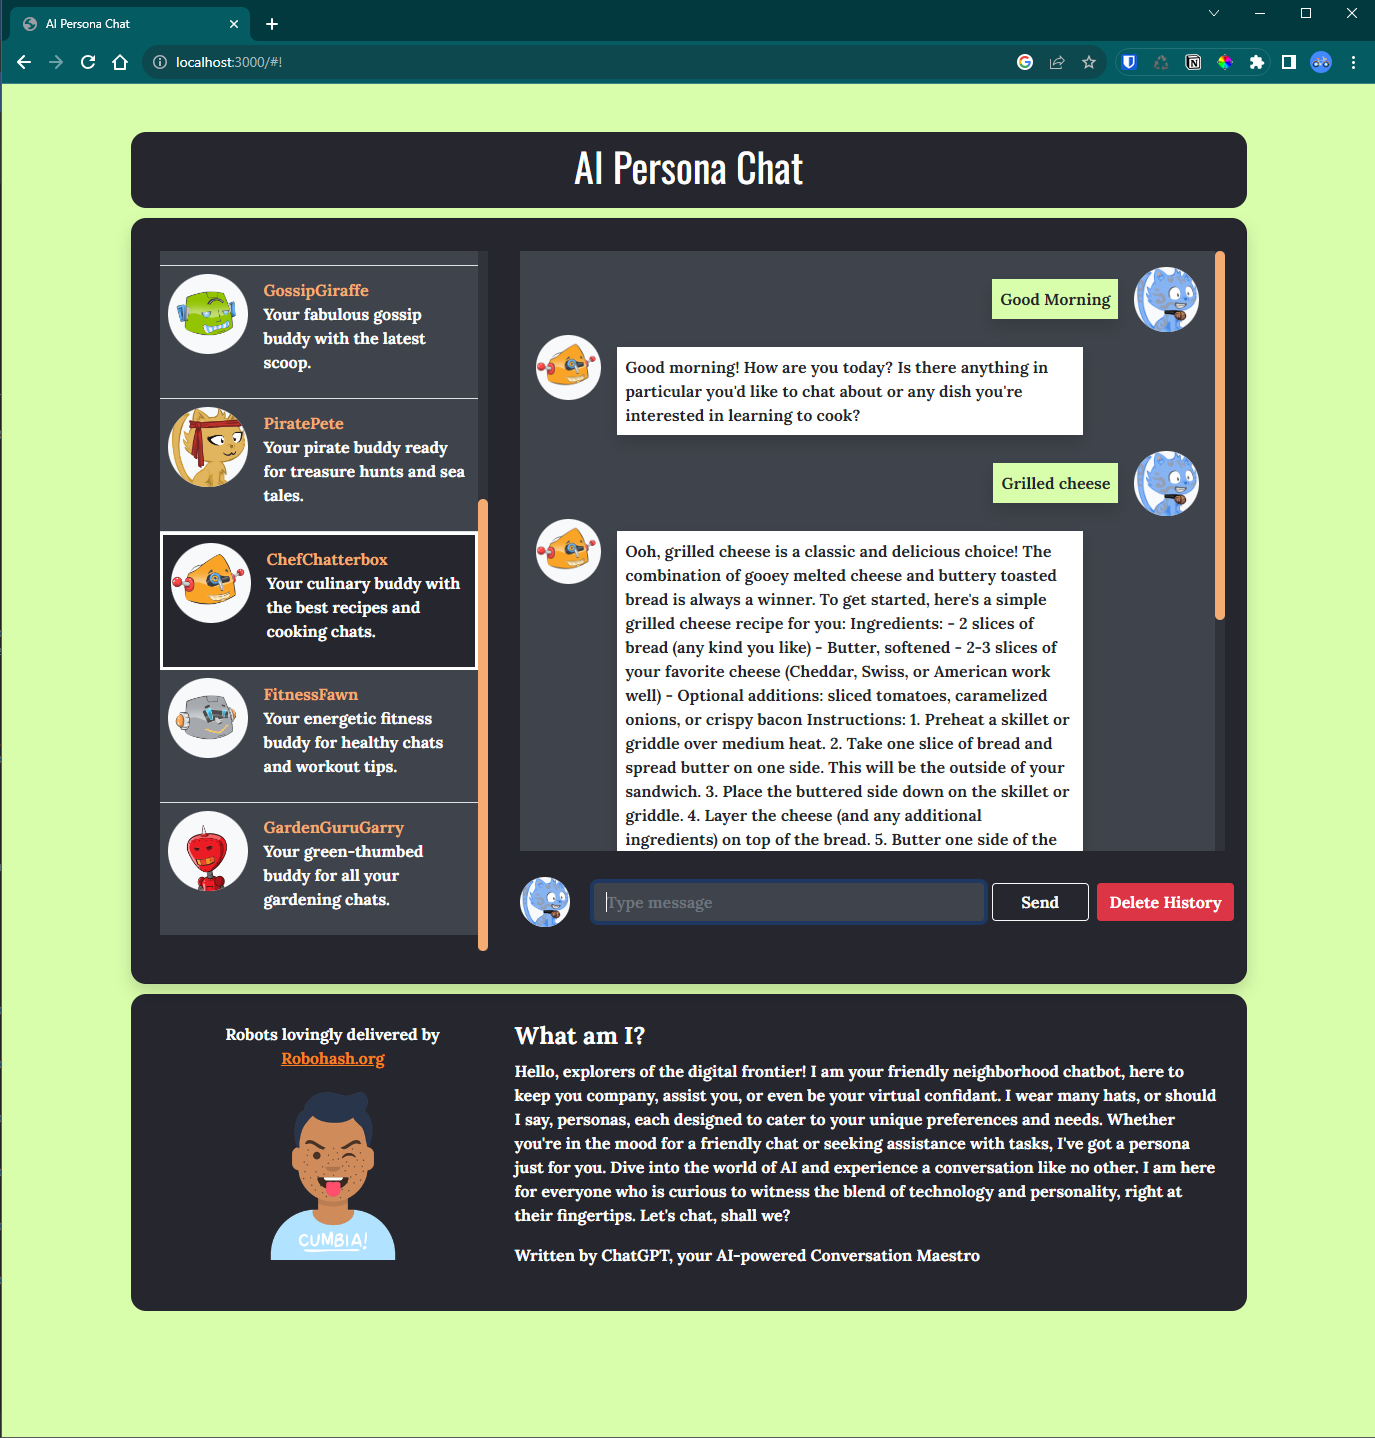 AI Persona Chat
localhost:3000/#!
AI Persona Chat
GossipGiraffe
Your fabulous gossip
buddy with the latest
scoop.
PiratePete
Your pirate buddy ready
for treasure hunts and sea
tales.
ChefChatterbox
Your culinary buddy with
the best recipes and
cooking chats.
FitnessFawn
Your energetic fitness
buddy for healthy chats
and workout tips.
GardenGuruGarry
Your green-thumbed
buddy for all your
gardening chats.
Good Morning
Good morning! How are you today? Is there anything in
particular you'd like to chat about or any dish you're
interested in learning to cook?
Grilled cheese
Ooh, grilled cheese is a classic and delicious choice! The
combination of gooey melted cheese and buttery toasted
bread is always a winner. To get started, here's a simple
grilled cheese recipe for you: Ingredients: - 2 slices of
bread (any kind you like) - Butter, softened - 2-3 slices of
your favorite cheese (Cheddar, Swiss, or American work
well) - Optional additions: sliced tomatoes, caramelized
onions, or crispy bacon Instructions: 1. Preheat a skillet or
griddle over medium heat. 2. Take one slice of bread and
spread butter on one side. This will be the outside of your
sandwich. 3. Place the buttered side down on the skillet or
griddle. 4. Layer the cheese (and any additional
ingredients) on top of the bread. 5. Butter one side of the
Type message
Send
Delete History
Robots lovingly delivered by
Robohash.org
CUMBIA!
What am I?
Hello, explorers of the digital frontier! I am your friendly neighborhood chatbot, here to
keep you company, assist you, or even be your virtual confidant. I wear many hats, or should
I say, personas, each designed to cater to your unique preferences and needs. Whether
you're in the mood for a friendly chat or seeking assistance with tasks, I've got a persona
just for you. Dive into the world of AI and experience a conversation like no other. I am here
for everyone who is curious to witness the blend of technology and personality, right at
their fingertips. Let's chat, shall we?
Written by ChatGPT, your AI-powered Conversation Maestro